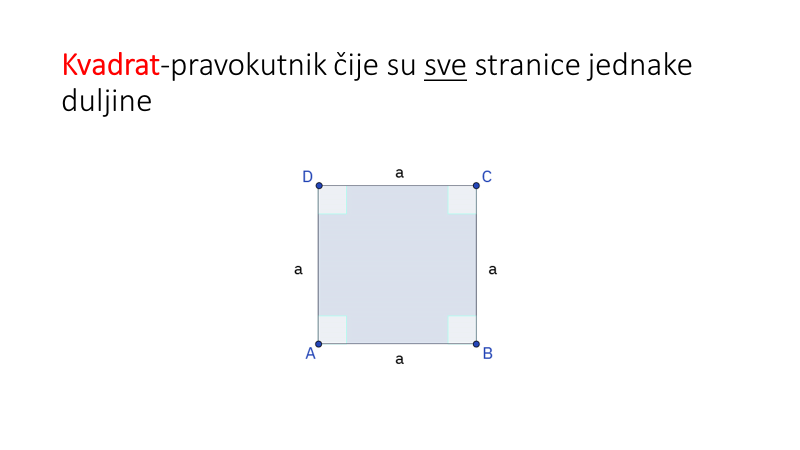 Kvadrat-pravokutnik čije su sve stranice jednake
duljine
D
a
C
a
a
A
a
B